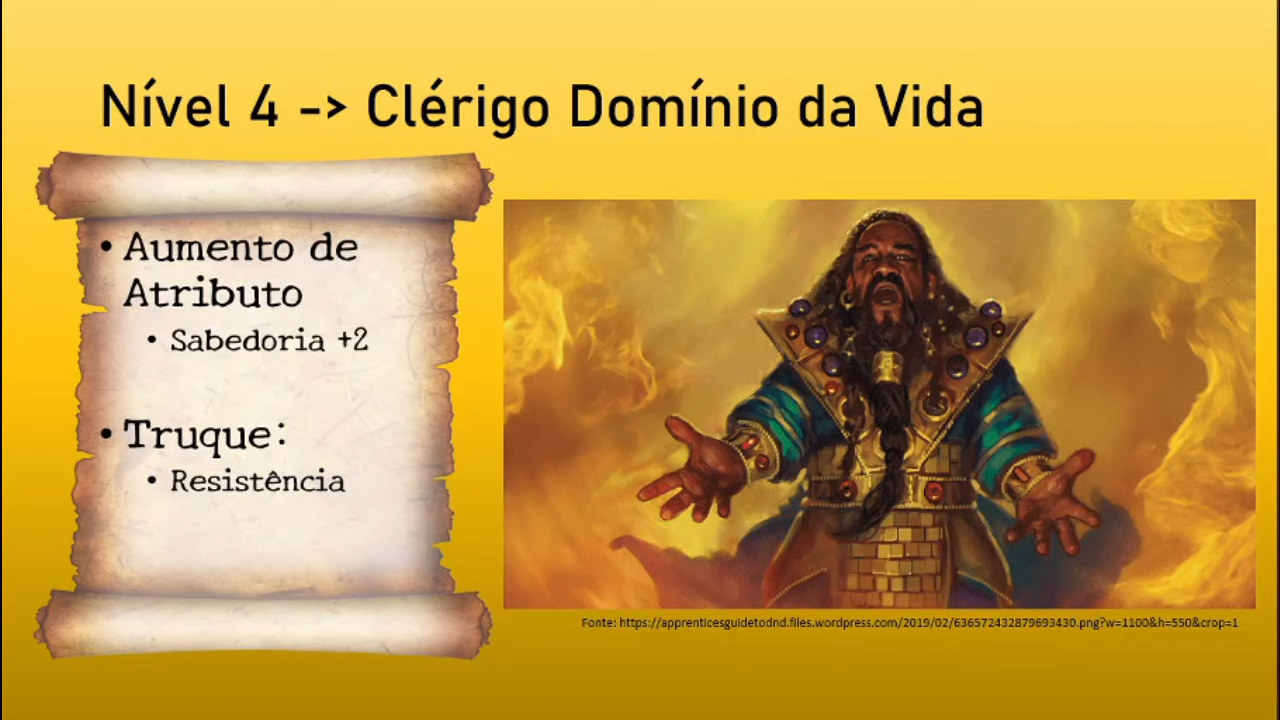 Nível 4 -> Clérigo Domínio da Vida
• Aumento de
Atributo
• Sabedoria +2
• Truque:
• Resistência
Fonte: https://apprenticesguidetodnd.files.wordpress.com/2019/02/636572432879693430.png?w=1100&h=550&crop=1